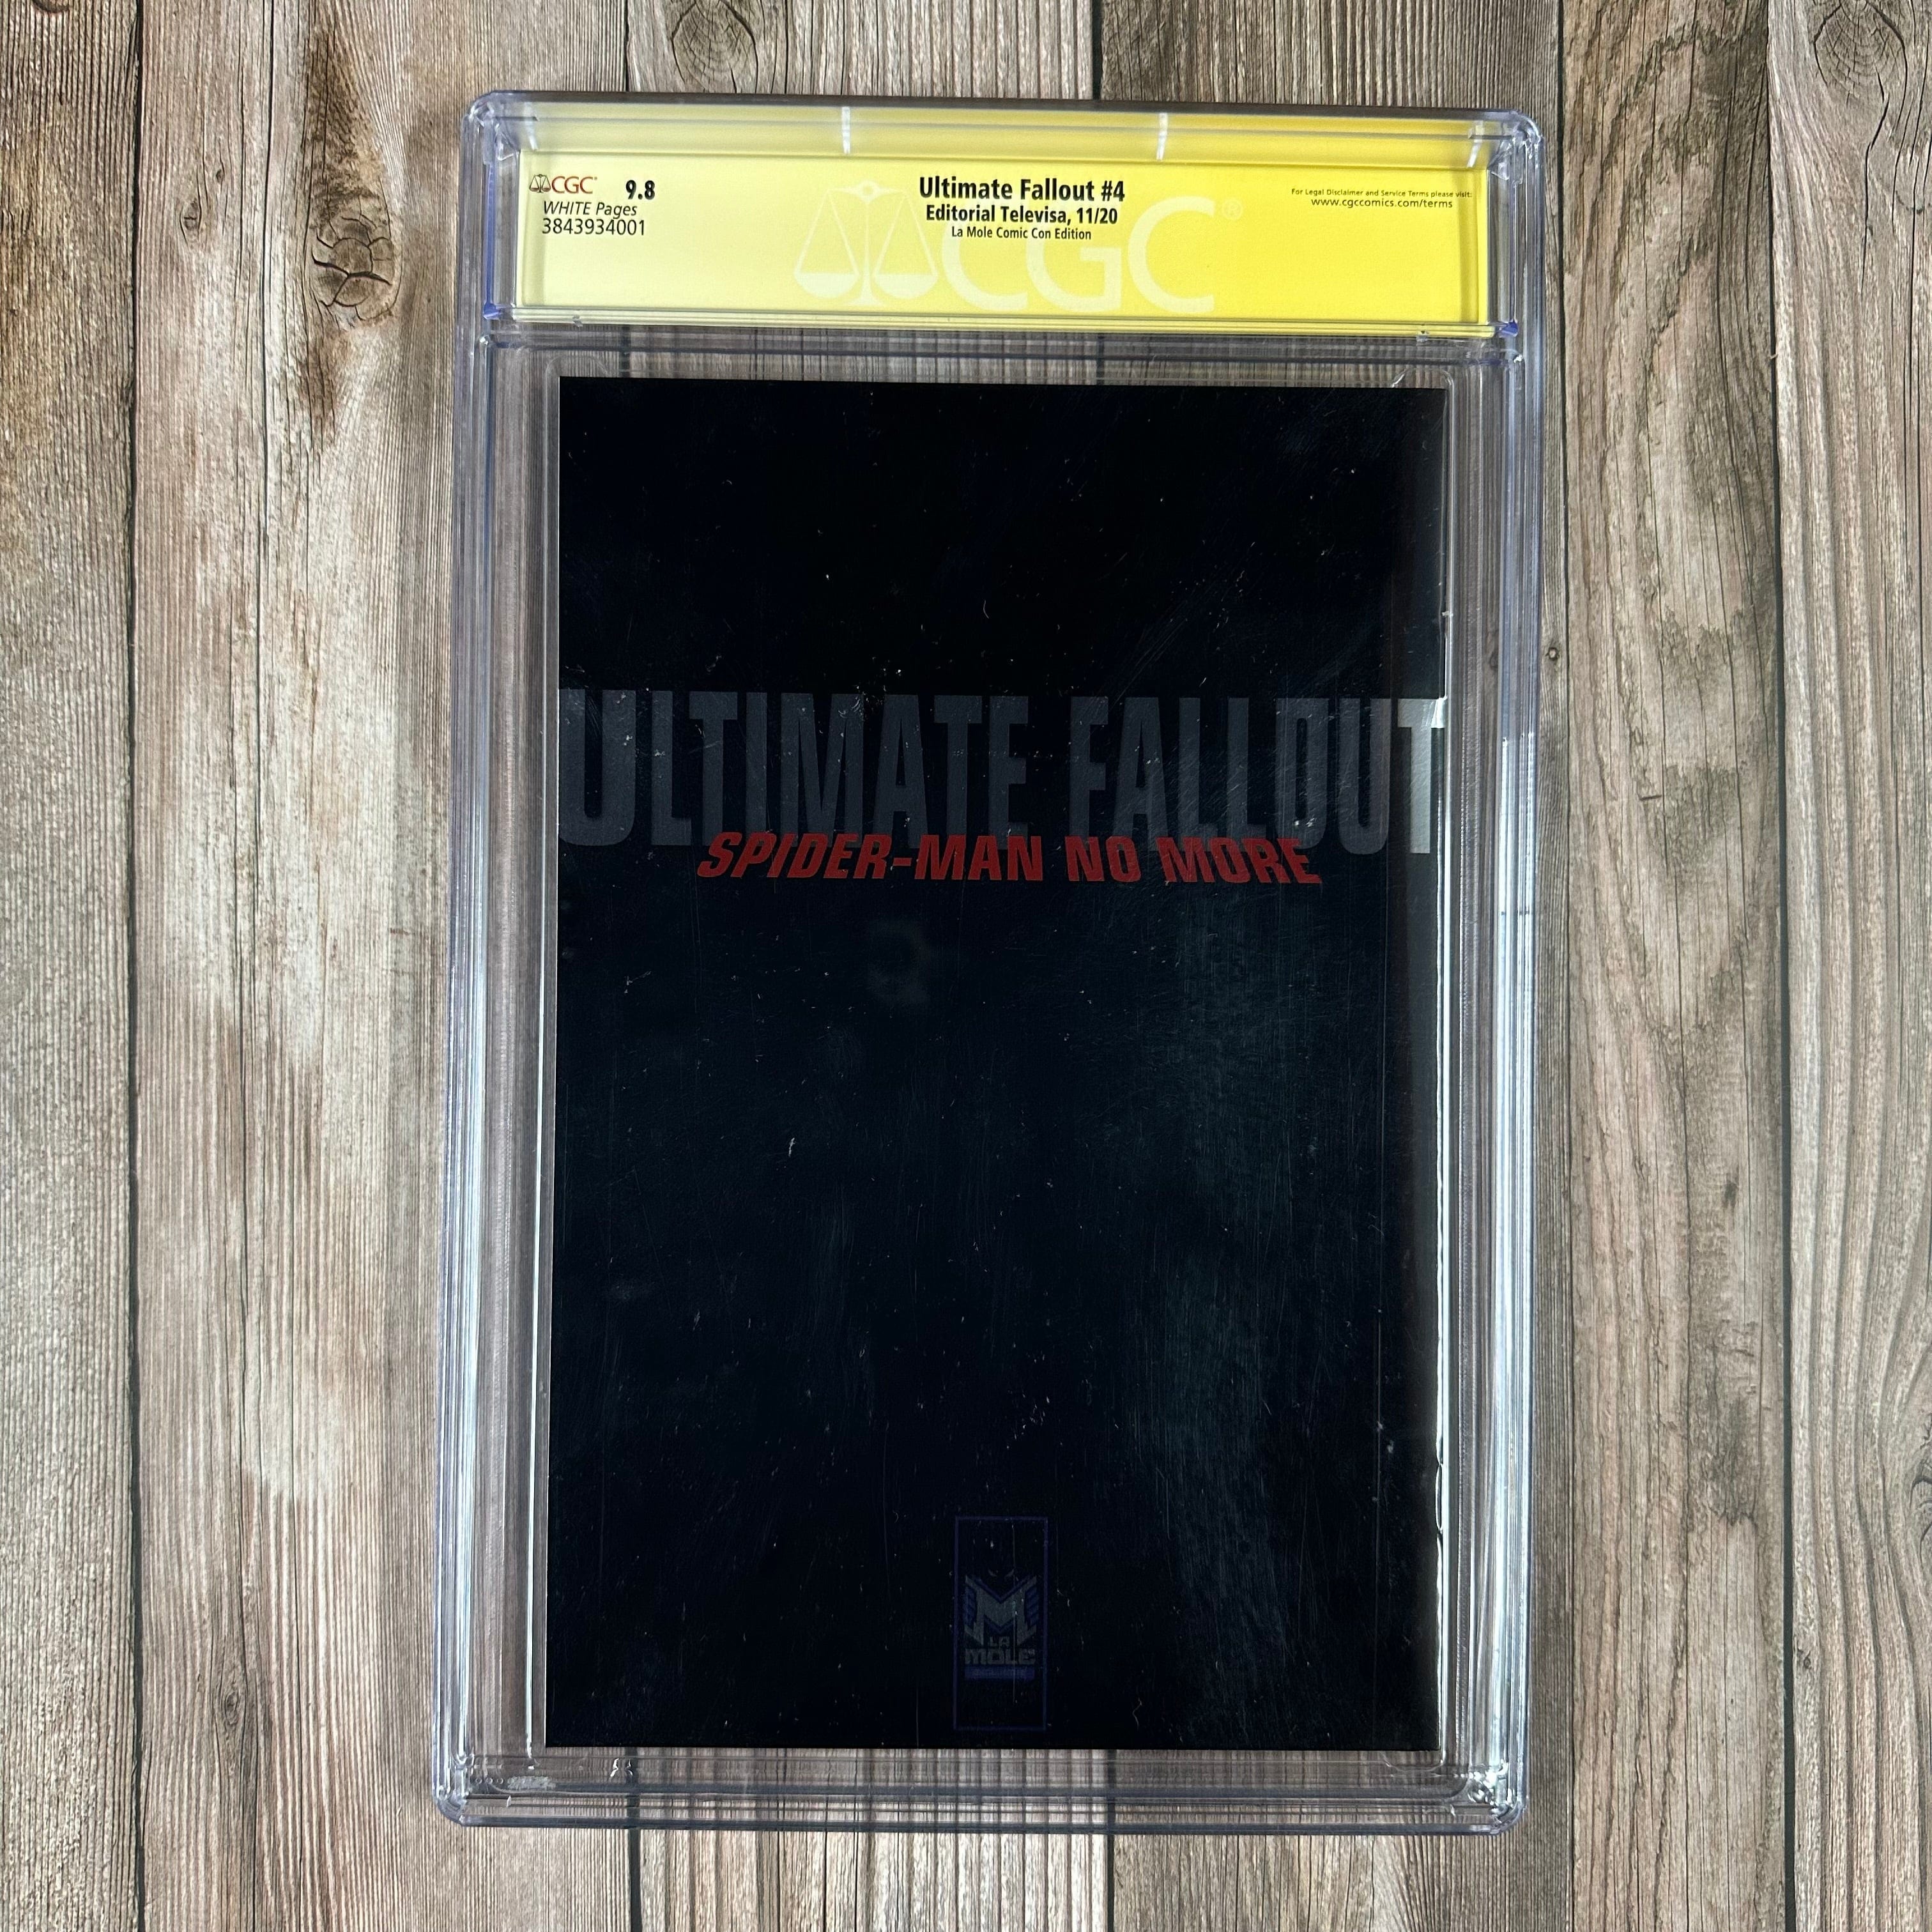 CGC 9.8
WHITE Pages
3843934001
Ultimate Fallout #4
Editorial Televisa, 11/20
La Mole Comic Con Edition
For Legal Disclaimer and Service Terms please visit:
www.cgccomics.com/terms
CGC®
ULTIMATE FALLOUT
SPIDER-MAN NO MORE
M
LA
MOLE